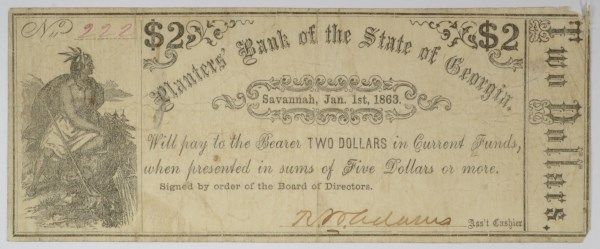 No 222
$2 $2
Planters' Bank of the State of Georgia.
Savannah, Jan. 1st, 1863.
Will pay to the Bearer TWO DOLLARS in Current Funds,
when presented in sums of Five Dollars or more.
Signed by order of the Board of Directors.
Ass't Cashier
Two Dollars.